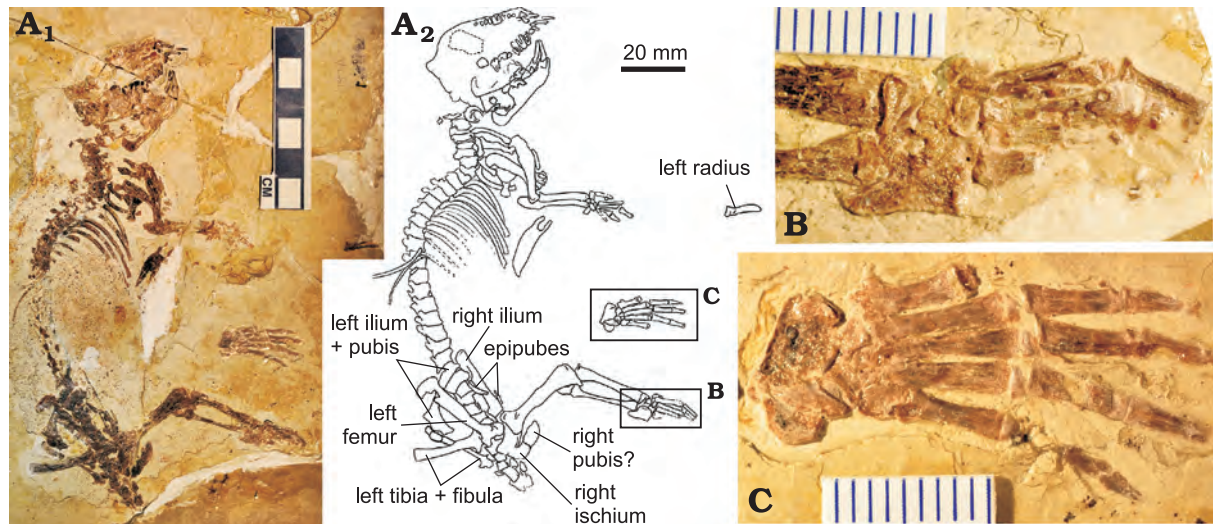 A1
CM
A2
20 mm
left radius
C
right ilium
left ilium
+ pubis
epipubes
B
left
femur
right
pubis?
left tibia + fibula
right
ischium
B
C